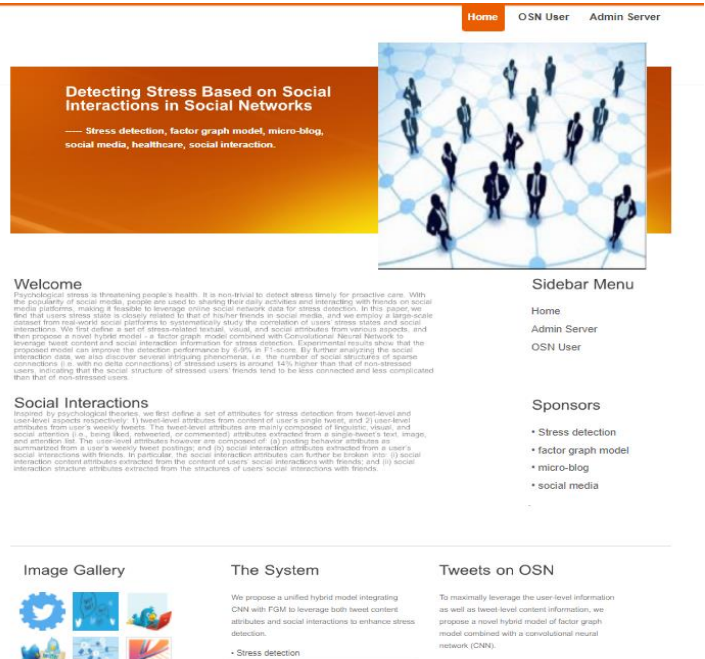 Home OSN User Admin Server
Detecting Stress Based on Social
Interactions in Social Networks
----- Stress detection, factor graph model, micro-blog,
social media, healthcare, social interaction.
Welcome
Psychological stress is threatening people's health. It is non-trivial to detect stress timely for proactive care. With
the popularity of social media, people are used to sharing their daily activities and interacting with friends on social
media platforms, making it feasible to leverage online social network data for stress detection. In this paper,we
find that users stress state is closely related to that of his/her friends in social media, and we employ a large-scale
dataset from real-world social platforms to systematically study the correlation of users' stress states and social
interactions. We first define a set of stress-related textual, visual, and social attributes from various aspects, and
then propose a novel hybrid model - a factor graph model combined with Convolutional Neural Network to
leverage tweet content and social interaction information for stress detection. Experimental results show that the
proposed model can improve the detection performance by 6-9% in F1-score. By further analyzing the social
interaction data, we also discover several intriguing phenomena, i.e. the number of social structures of sparse
connections (i.e. with no delta connections) of stressed users is around 14% higher than that of non-stressed
users, indicating that the social structure of stressed users' friends tend to be less connected and less complicated
than that of non-stressed users.
Social Interactions
Inspired by psychological theories, we first define a set of attributes for stress detection from tweet-level and
user-level aspects respectively: 1) tweet-level attributes from content of user's single tweet, and 2) user-level
attributes from user's weekly tweets. The tweet-level attributes are mainly composed of linguistic, visual, and
social attention (i.e., being liked, retweeted, or commented) attributes extracted from a single-tweet's text, image,
and attention list. The user-level attributes however are composed of: (a) posting behavior attributes as
summarized from a user's weekly tweet postings; and (b) social interaction attributes extracted from a user's
social interactions with friends. In particular, the social interaction attributes can further be broken into: (i) social
interaction content attributes extracted from the content of users' social interactions with friends; and (ii) social
interaction structure attributes extracted from the structures of users' social interactions with friends.
Sidebar Menu
Home
Admin Server
OSN User
Sponsors
• Stress detection
• factor graph model
• micro-blog
• social media
Image Gallery
The System
We propose a unified hybrid model integrating
CNN with FGM to leverage both tweet content
attributes and social interactions to enhance stress
detection.
• Stress detection
Tweets on OSN
To maximally leverage the user-level information
as well as tweet-level content information, we
propose a novel hybrid model of factor graph
model combined with a convolutional neural
network (CNN).